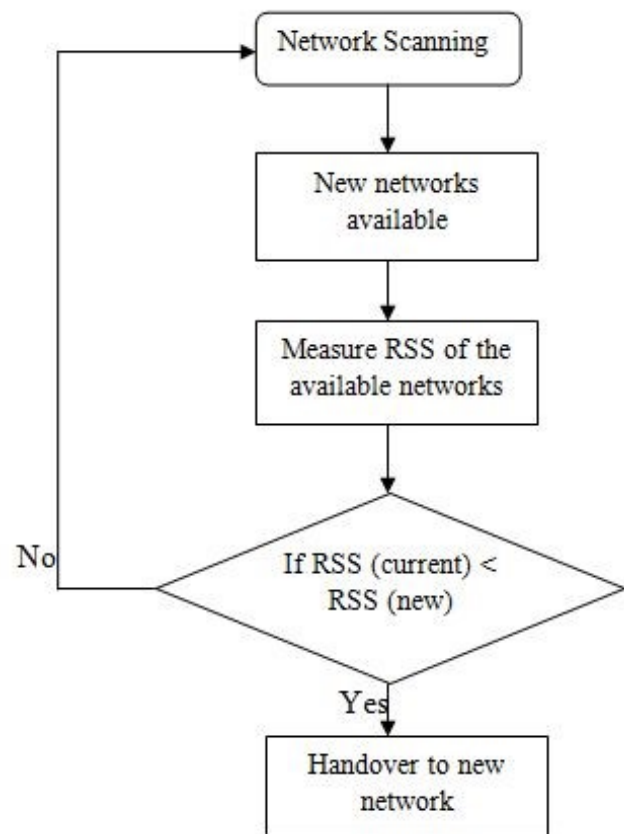 Network Scanning
New networks
available
Measure RSS of the
available networks
If RSS (current) <
RSS (new)
No
Yes
Handover to new
network